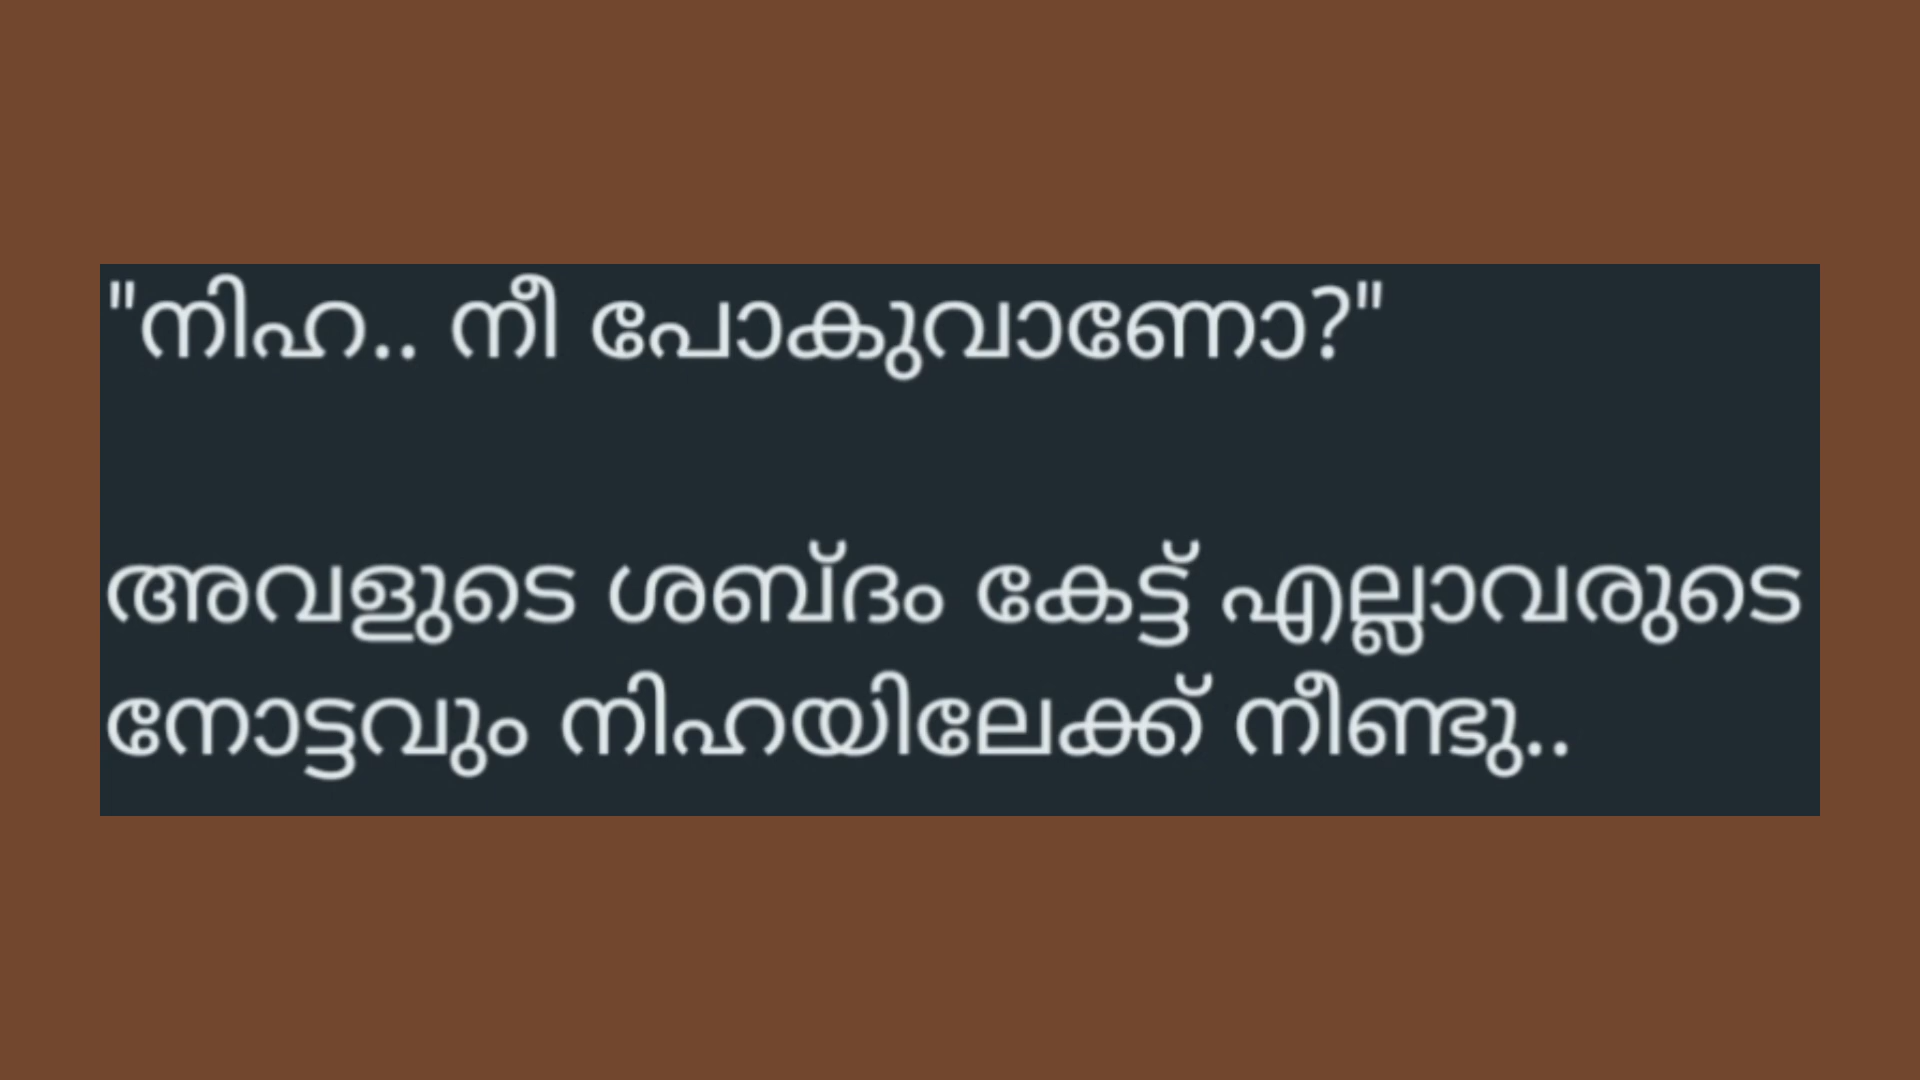 "നിഹ.. നീ പോകുവാണോ?"
അവളുടെ ശബ്ദം കേട്ട് എല്ലാവരുടെ
നോട്ടവും നിഹയിലേക്ക് നീണ്ടു..